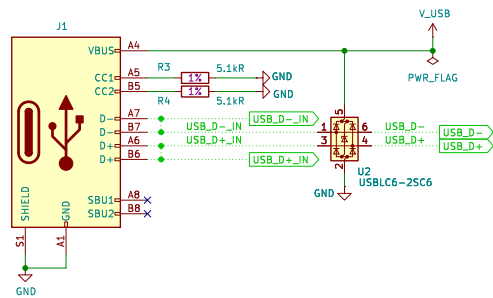 V_USB
J1
VBUS A4
R3 5.1kR
CC1 A5 1% GND
CC2 B5 1% GND
PWR_FLAG
R4 5.1kR
D- A7 USB_D-_IN
D- B7 USB_D-_IN 1 5 6 USB_D- USB_D-
D+ A6 USB_D+_IN 3 4 USB_D+ USB_D+
D+ B6 USB_D+_IN 2
U2
USBLC6-2SC6
GND
SBU1 A8
SBU2 B8
SHIELD GND
S1 A1
GND